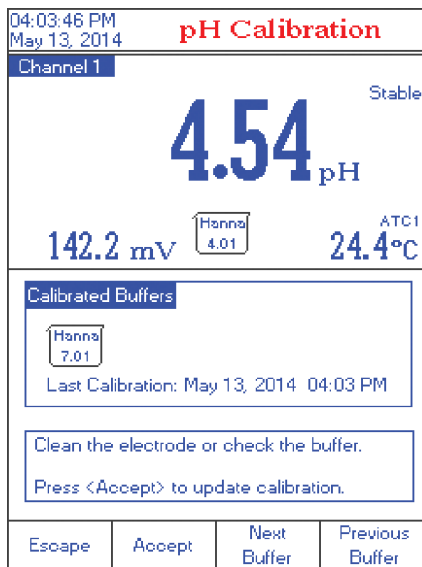 04:03:46 PM
May 13, 2014
pH Calibration
Channel 1
Stable
4.54 pH
142.2 mV
Hanna
4.01
ATC1
24.4°C
Calibrated Buffers
Hanna
7.01
Last Calibration: May 13, 2014 04:03 PM
Clean the electrode or check the buffer.
Press <Accept> to update calibration.
Escape
Accept
Next
Buffer
Previous
Buffer